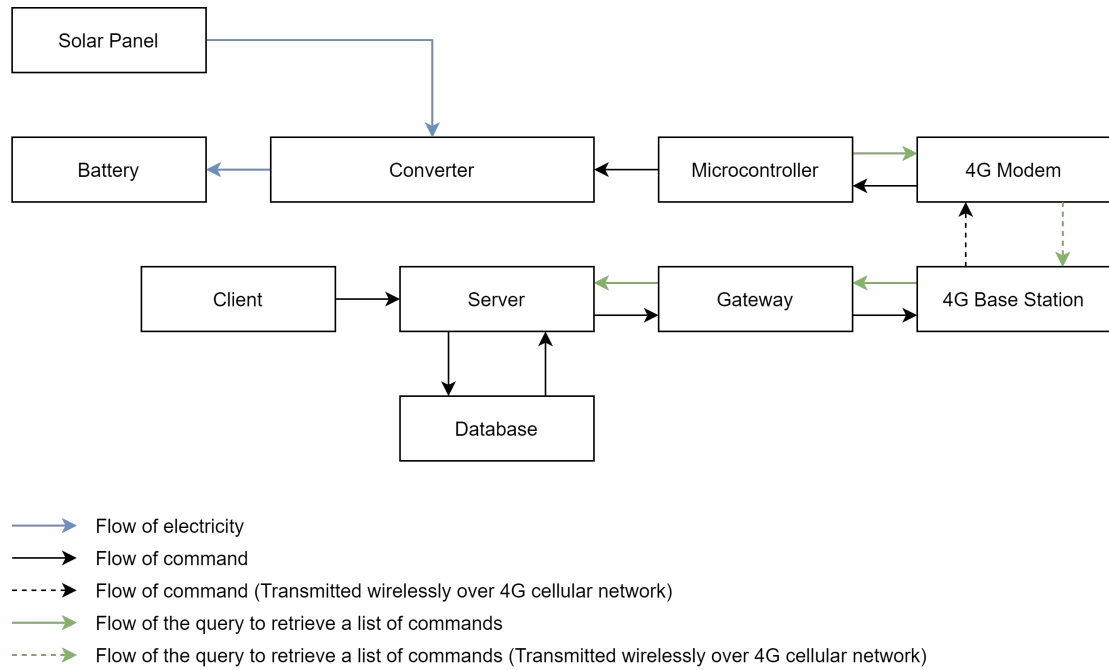 Solar Panel
Battery
Converter
Microcontroller
4G Modem
Client
Server
Gateway
4G Base Station
Database
Flow of electricity
Flow of command
Flow of command (Transmitted wirelessly over 4G cellular network)
Flow of the query to retrieve a list of commands
Flow of the query to retrieve a list of commands (Transmitted wirelessly over 4G cellular network)